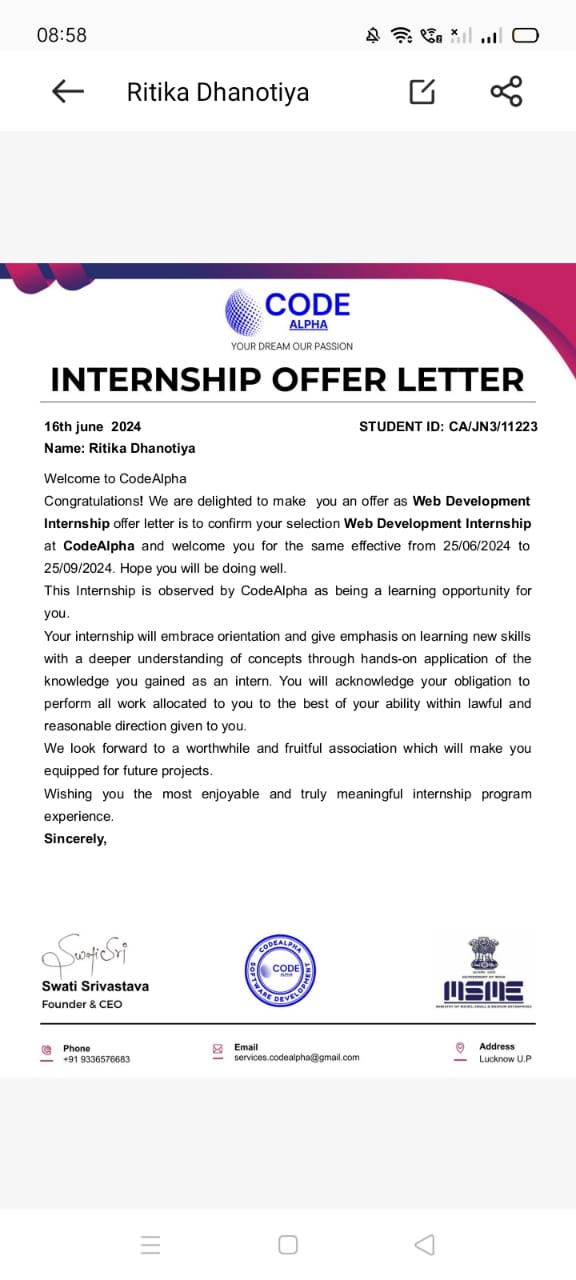 08:58
Ritika Dhanotiya
CODE
ALPHA
YOUR DREAM OUR PASSION
INTERNSHIP OFFER LETTER
16th june 2024 STUDENT ID: CA/JN3/11223
Name: Ritika Dhanotiya
Welcome to CodeAlpha
Congratulations! We are delighted to make you an offer as Web Development
Internship offer letter is to confirm your selection Web Development Internship
at CodeAlpha and welcome you for the same effective from 25/06/2024 to
25/09/2024. Hope you will be doing well.
This Internship is observed by CodeAlpha as being a learning opportunity for
you.
Your internship will embrace orientation and give emphasis on learning new skills
with a deeper understanding of concepts through hands-on application of the
knowledge you gained as an intern. You will acknowledge your obligation to
perform all work allocated to you to the best of your ability within lawful and
reasonable direction given to you.
We look forward to a worthwhile and fruitful association which will make you
equipped for future projects.
Wishing you the most enjoyable and truly meaningful internship program
experience.
Sincerely,
SwatiSri
Swati Srivastava
Founder & CEO
CODEALPHA
SOFTWARE DEVELOPMENT
CODE
ALPHA
MSME
Phone
+91 9336576683
Email
services.codealpha@gmail.com
Address
Lucknow U.P